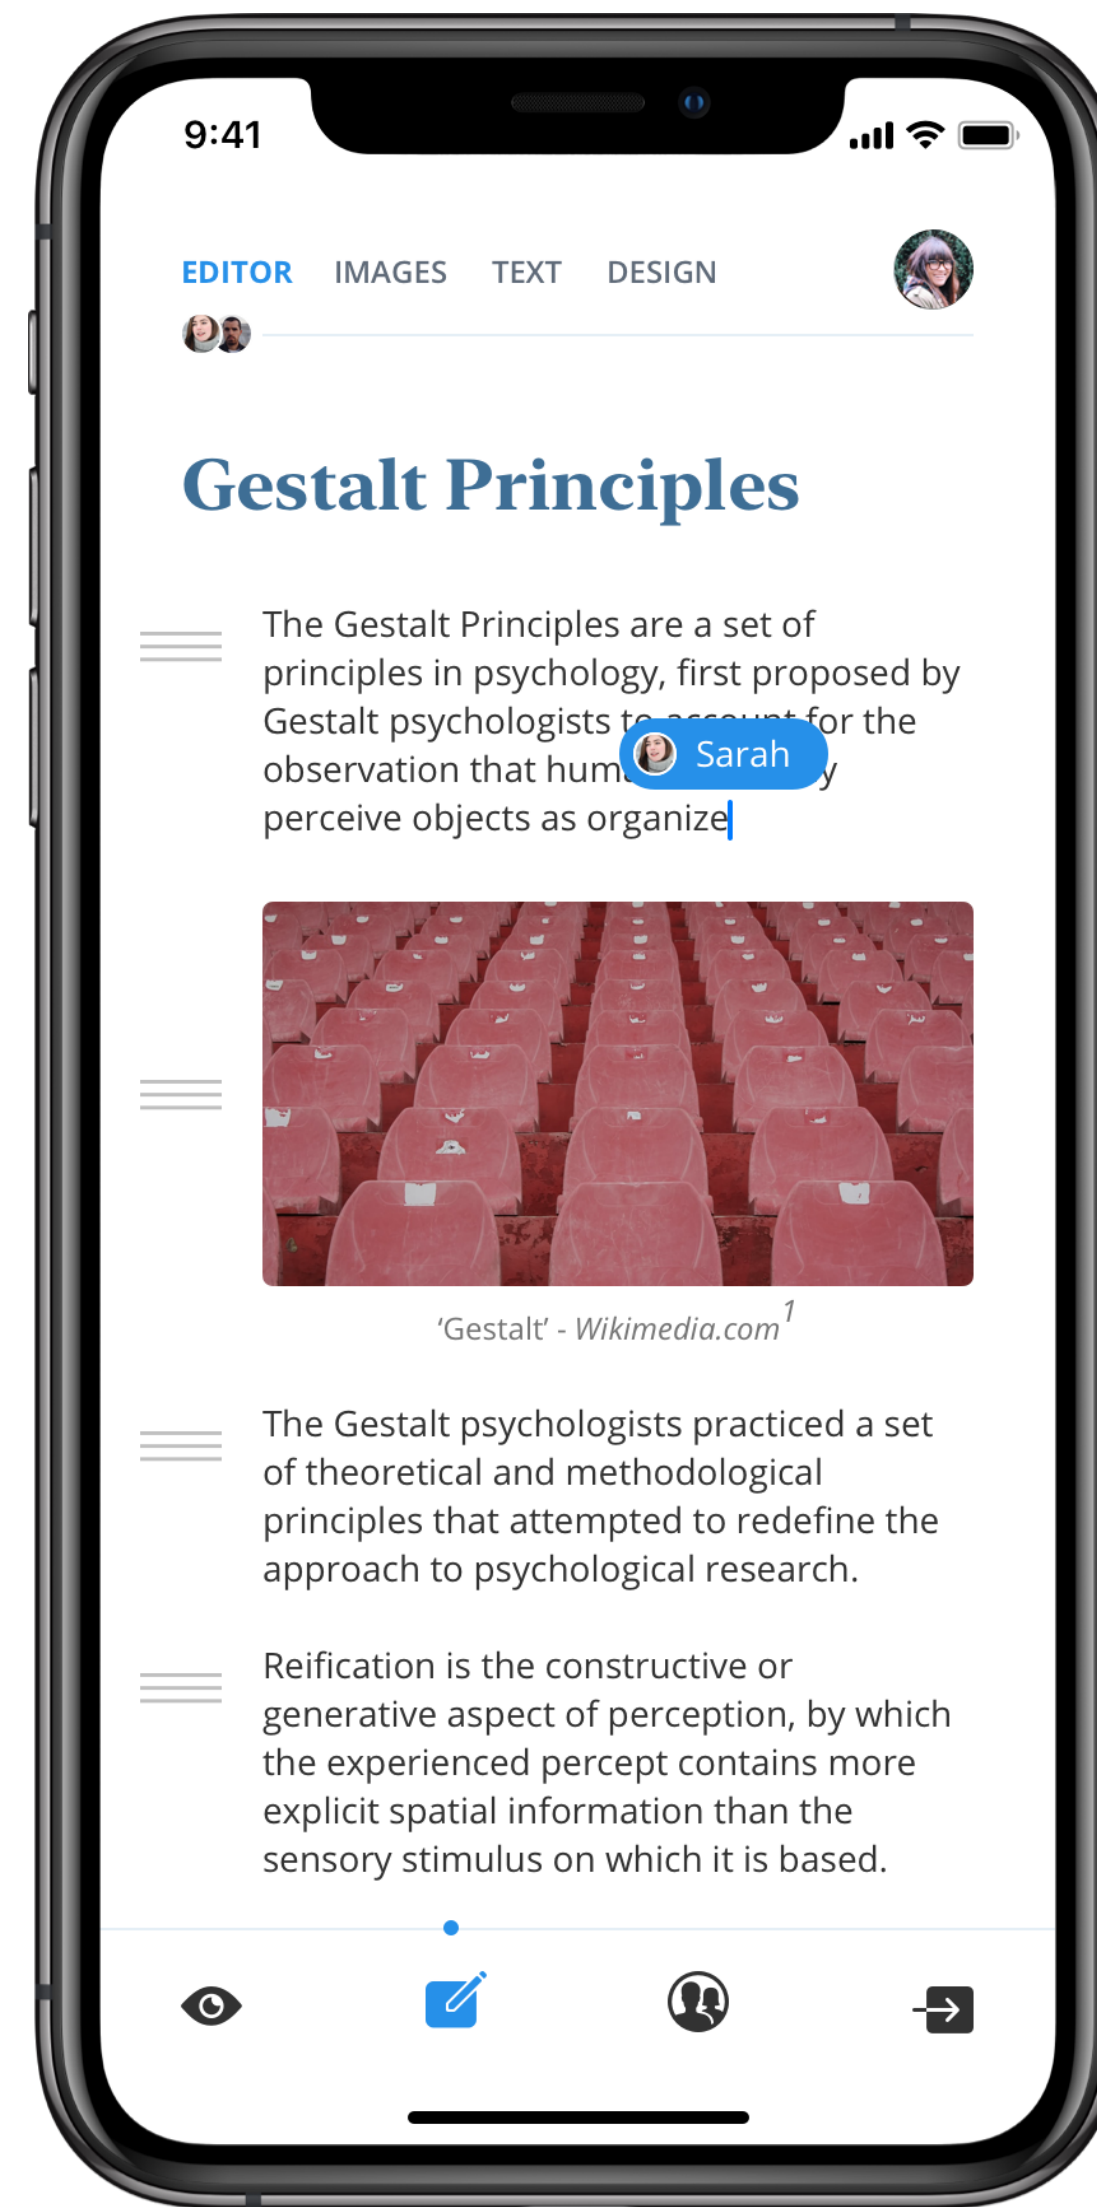 9:41
EDITOR IMAGES TEXT DESIGN
Gestalt Principles
The Gestalt Principles are a set of
principles in psychology, first proposed by
Gestalt psychologists to account for the
observation that
Sarah
perceive objects as organize
‘Gestalt’ - Wikimedia.com1
The Gestalt psychologists practiced a set
of theoretical and methodological
principles that attempted to redefine the
approach to psychological research.
Reification is the constructive or
generative aspect of perception, by which
the experienced percept contains more
explicit spatial information than the
sensory stimulus on which it is based.